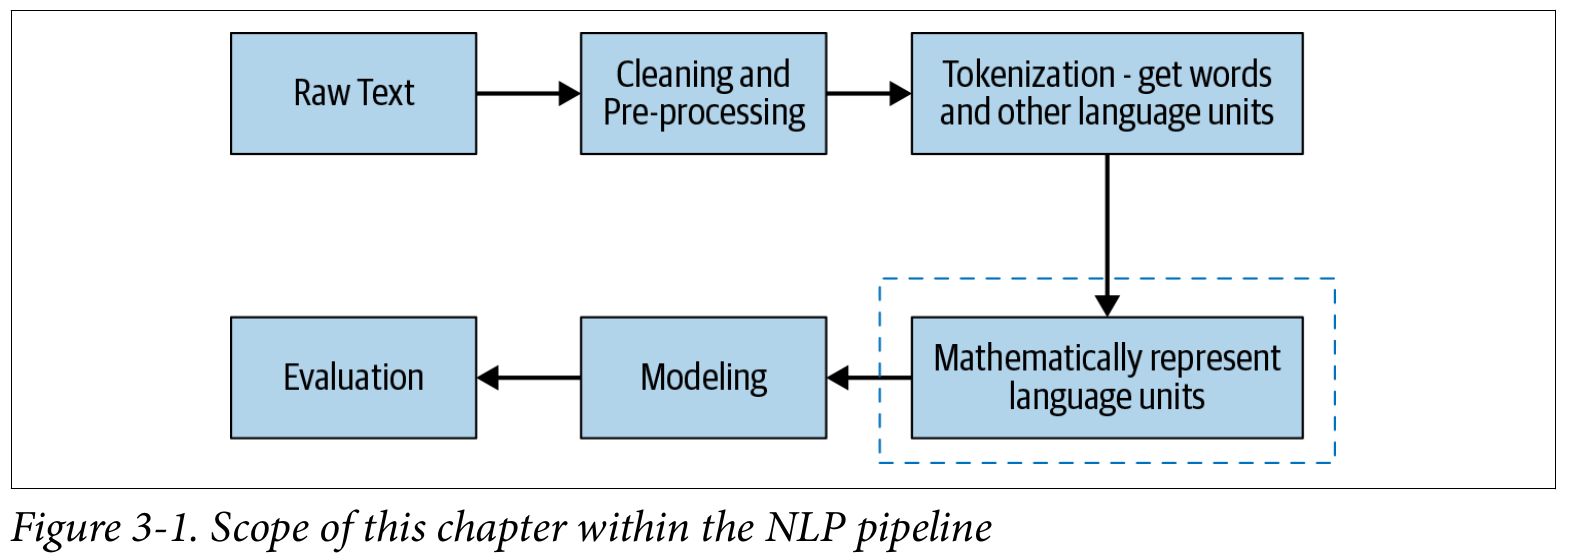 Raw Text
Cleaning and
Pre-processing
Tokenization - get words
and other language units
Mathematically represent
language units
Modeling
Evaluation
Figure 3-1. Scope of this chapter within the NLP pipeline